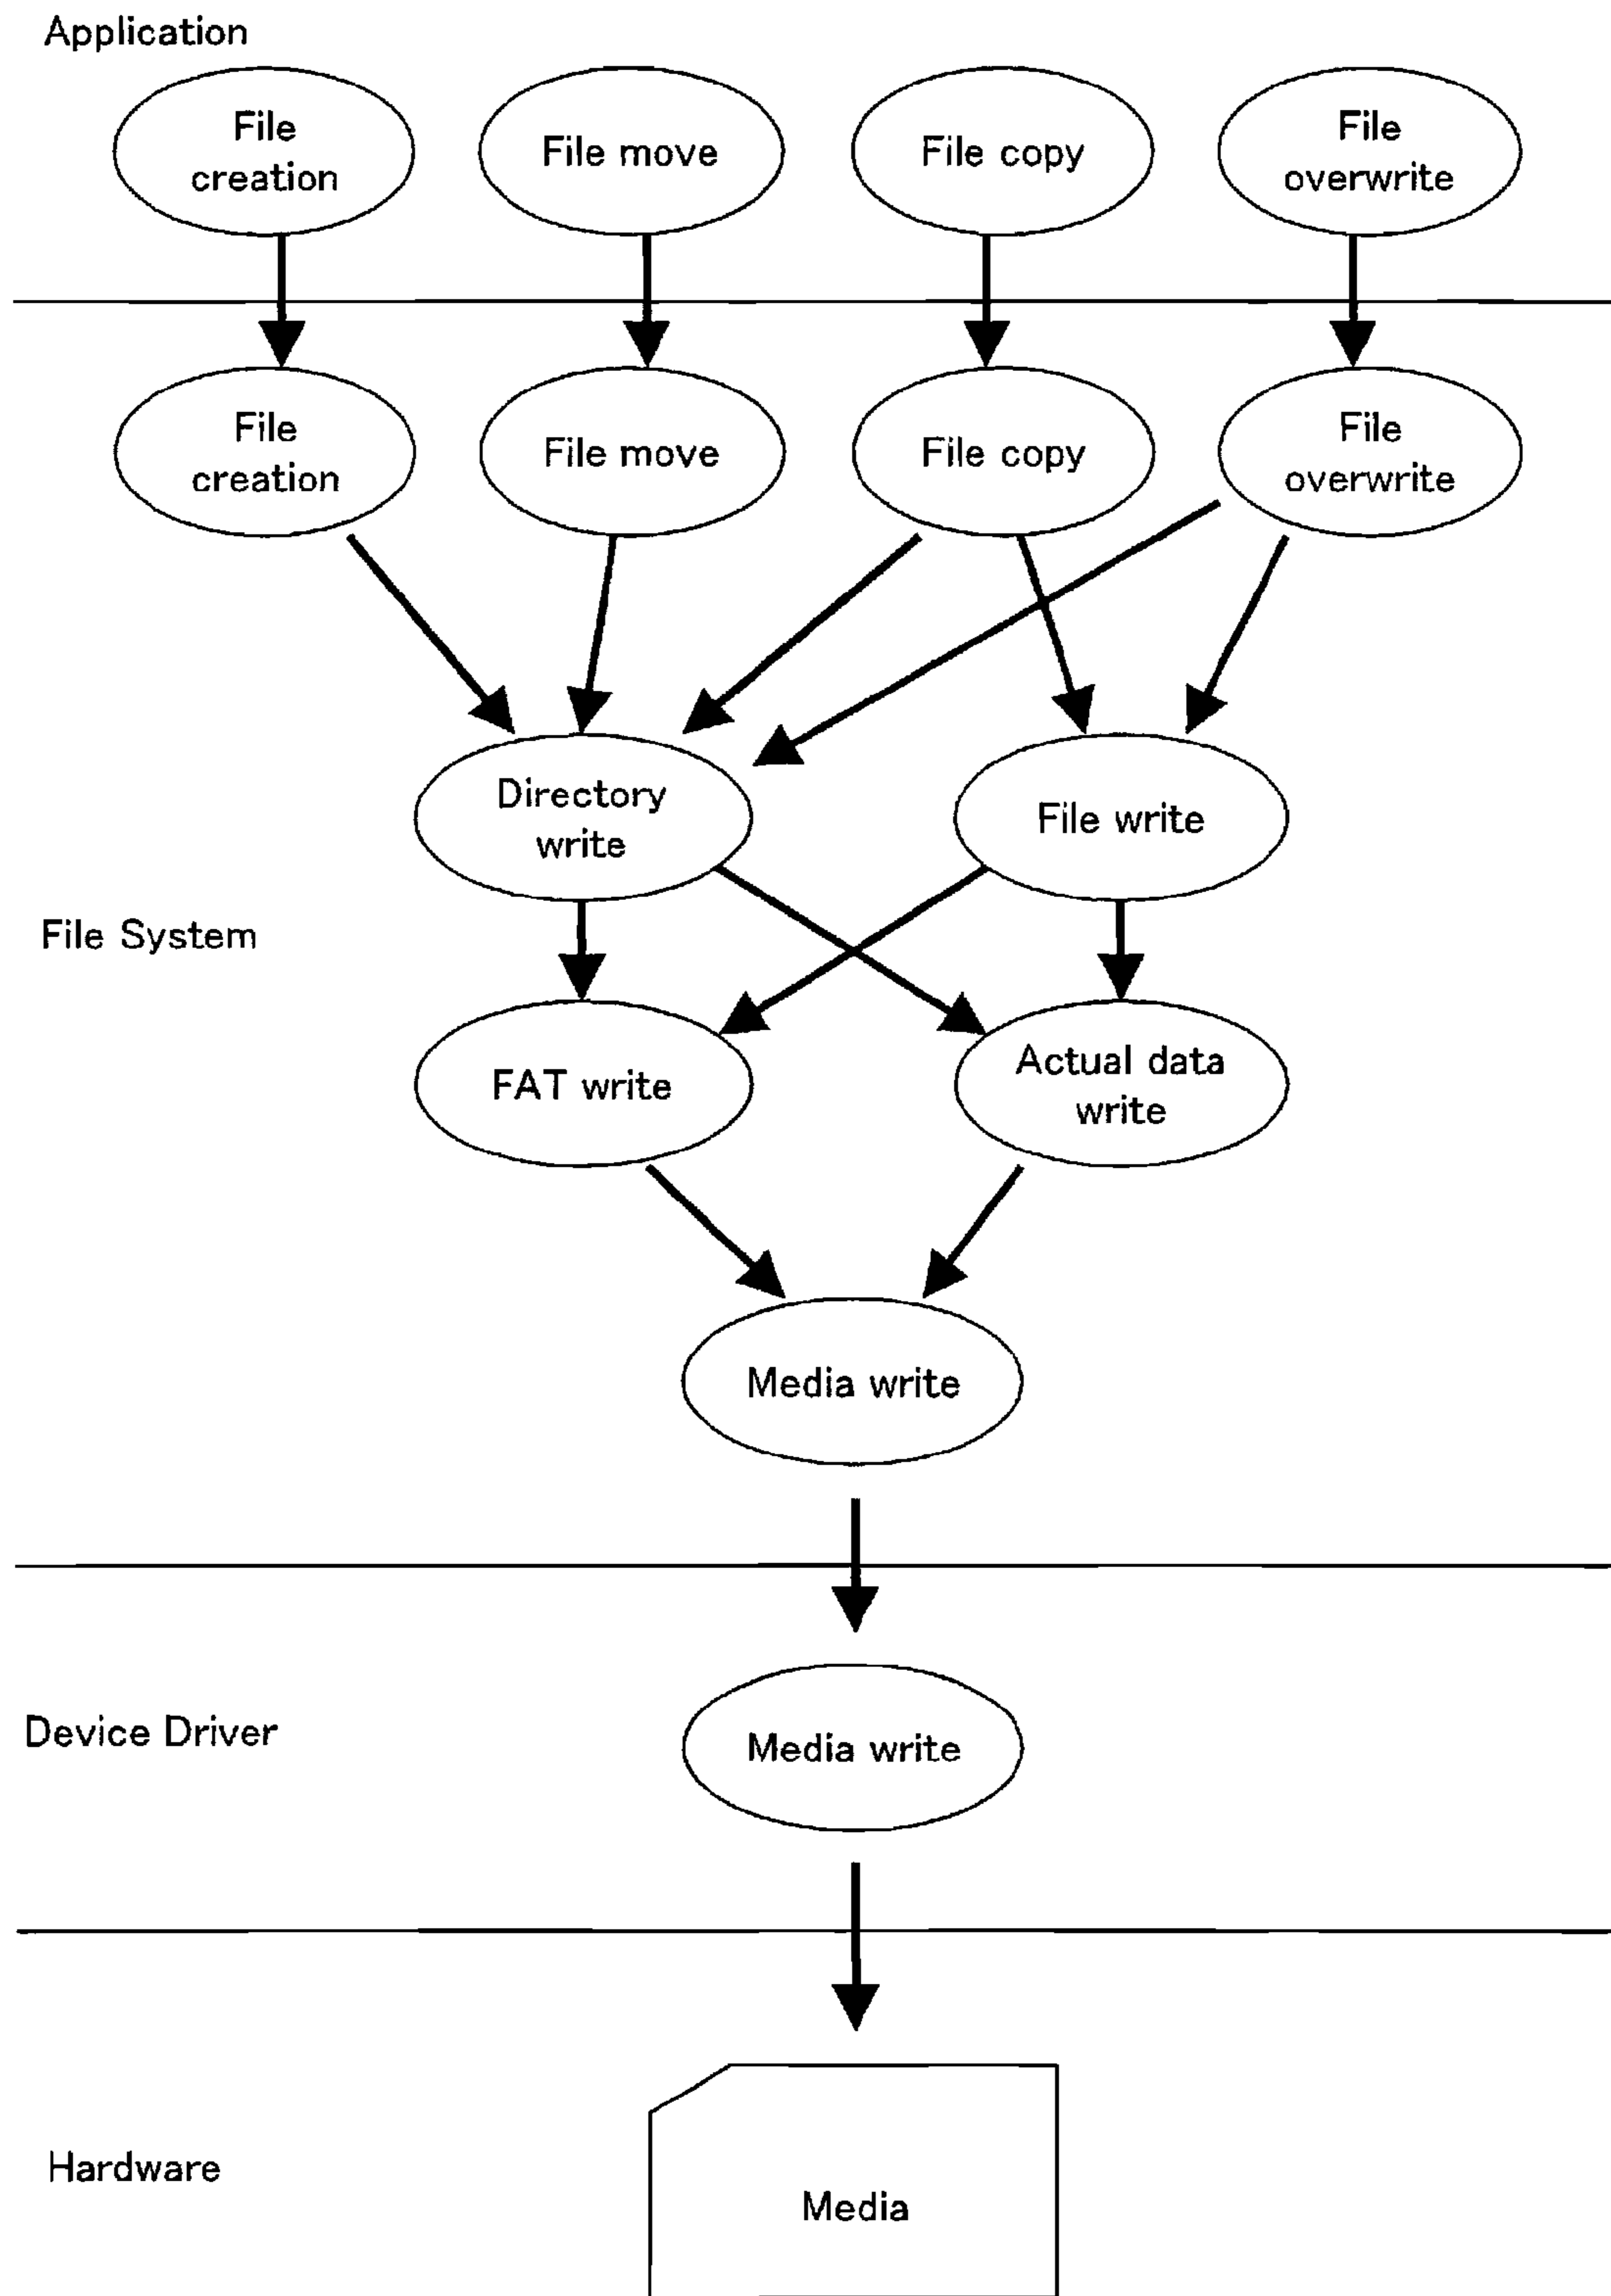 Application
File
creation
File move
File copy
File
overwrite
File
creation
File move
File copy
File
overwrite
Directory
write
File write
File System
FAT write
Actual data
write
Media write
Device Driver
Media write
Hardware
Media